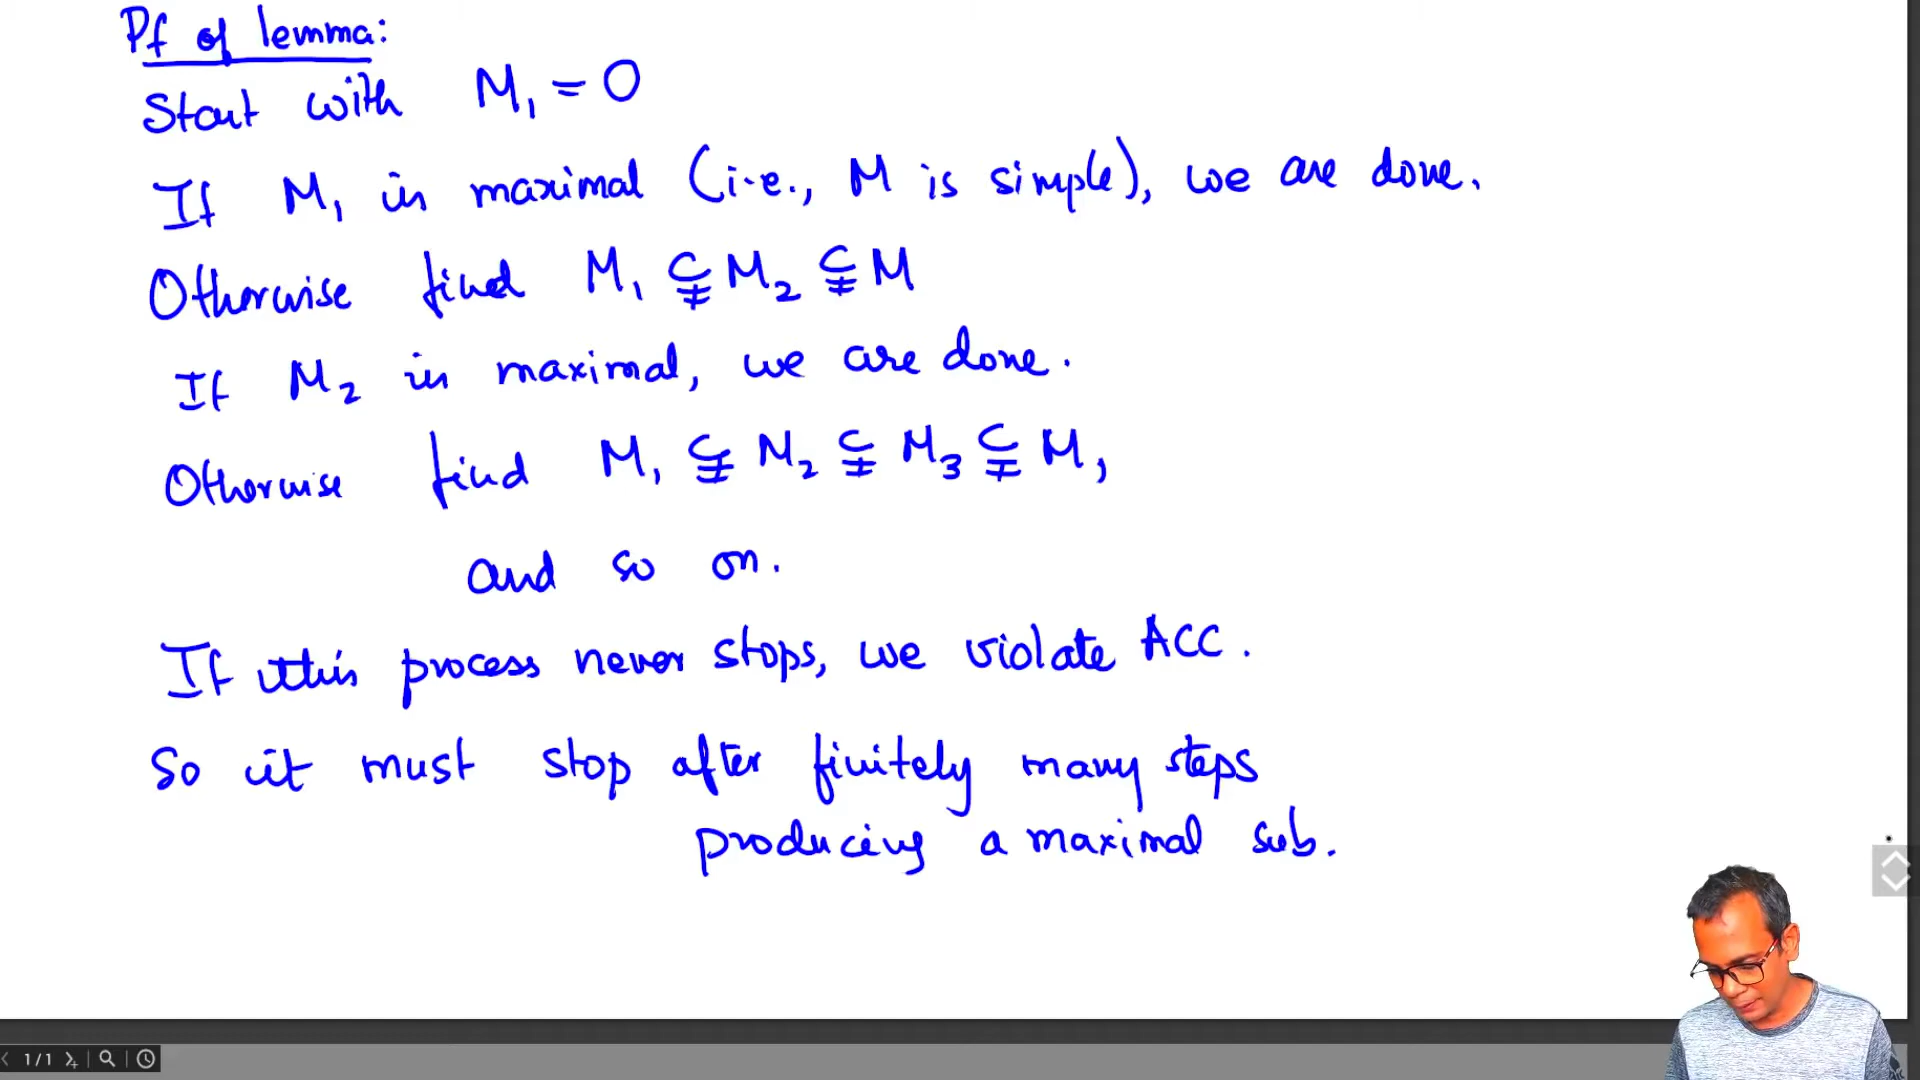 Pf of lemma:
Start with M₁ = 0
If M₁ is maximal (i.e., M is simple), we are done.
Otherwise find M₁ ⊊ M₂ ⊊ M
If M₂ is maximal, we are done.
Otherwise find M₁ ⊊ M₂ ⊊ M₃ ⊊ M,
and so on.
If this process never stops, we violate ACC.
So it must stop after finitely many steps
producing a maximal sub.
1/1